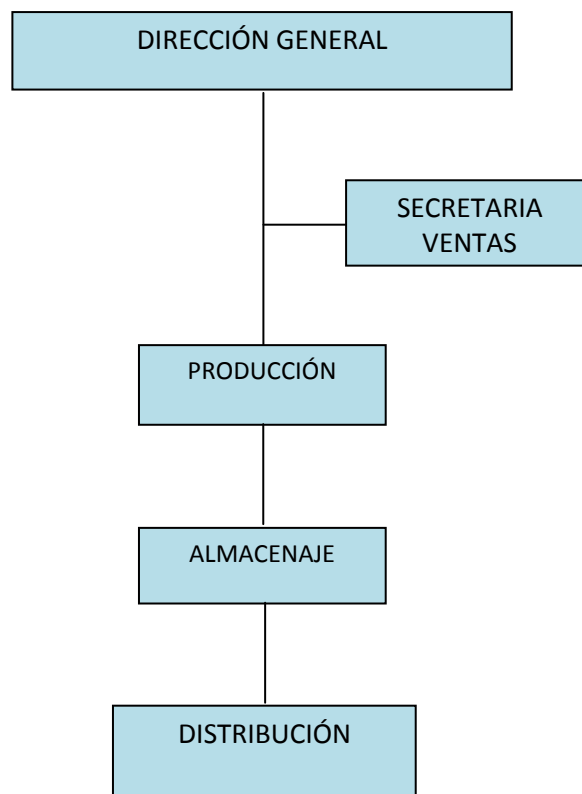 DIRECCIÓN GENERAL
SECRETARIA
VENTAS
PRODUCCIÓN
ALMACENAJE
DISTRIBUCIÓN